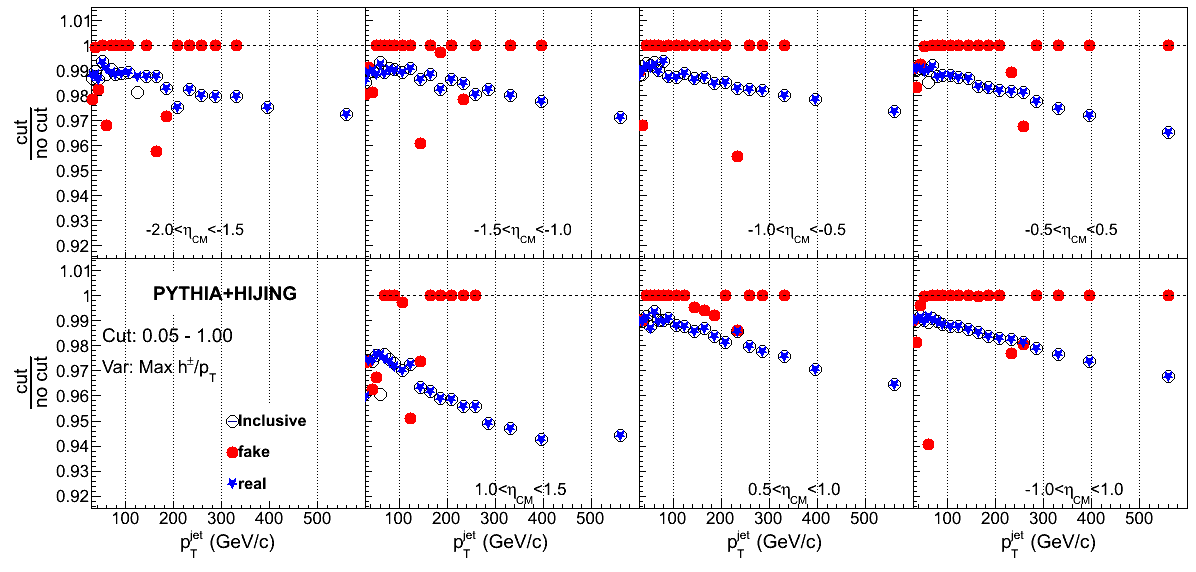 1.01
1
0.99
0.98
0.97
0.96
0.95
0.94
0.93
0.92
cut
no cut
-2.0<η_CM<-1.5
-1.5<η_CM<-1.0
-1.0<η_CM<-0.5
-0.5<η_CM<0.5
1.01
1
0.99
0.98
0.97
0.96
0.95
0.94
0.93
0.92
cut
no cut
PYTHIA+HIJING
Cut: 0.05 - 1.00
Var: Max h±/p_T
Inclusive
fake
real
1.0<η_CM<1.5
0.5<η_CM<1.0
-1.0<η_CM<1.0
100 200 300 400 500
100 200 300 400 500
100 200 300 400 500
100 200 300 400 500
p_T^jet (GeV/c)
p_T^jet (GeV/c)
p_T^jet (GeV/c)
p_T^jet (GeV/c)